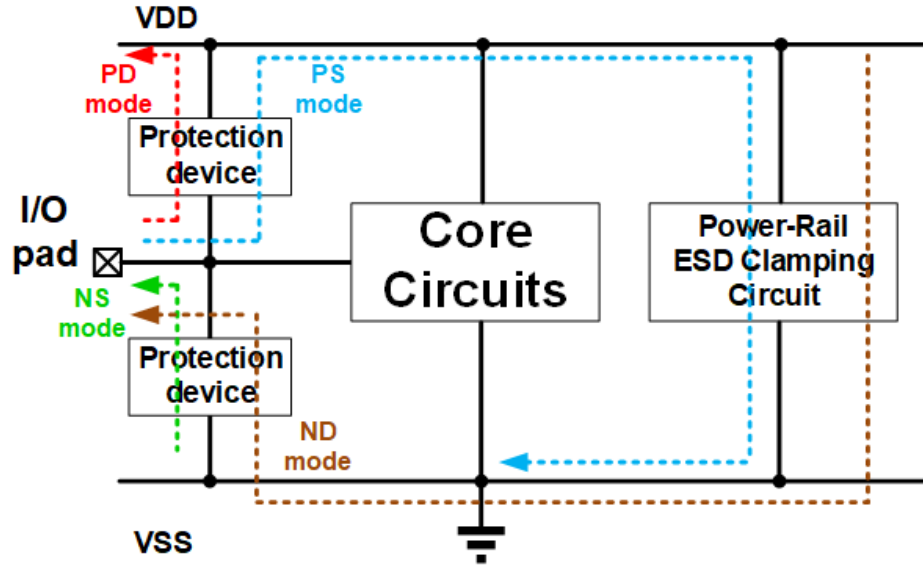 VDD
PD
mode
PS
mode
Protection
device
I/O
pad
Core
Circuits
Power-Rail
ESD Clamping
Circuit
NS
mode
Protection
device
ND
mode
VSS